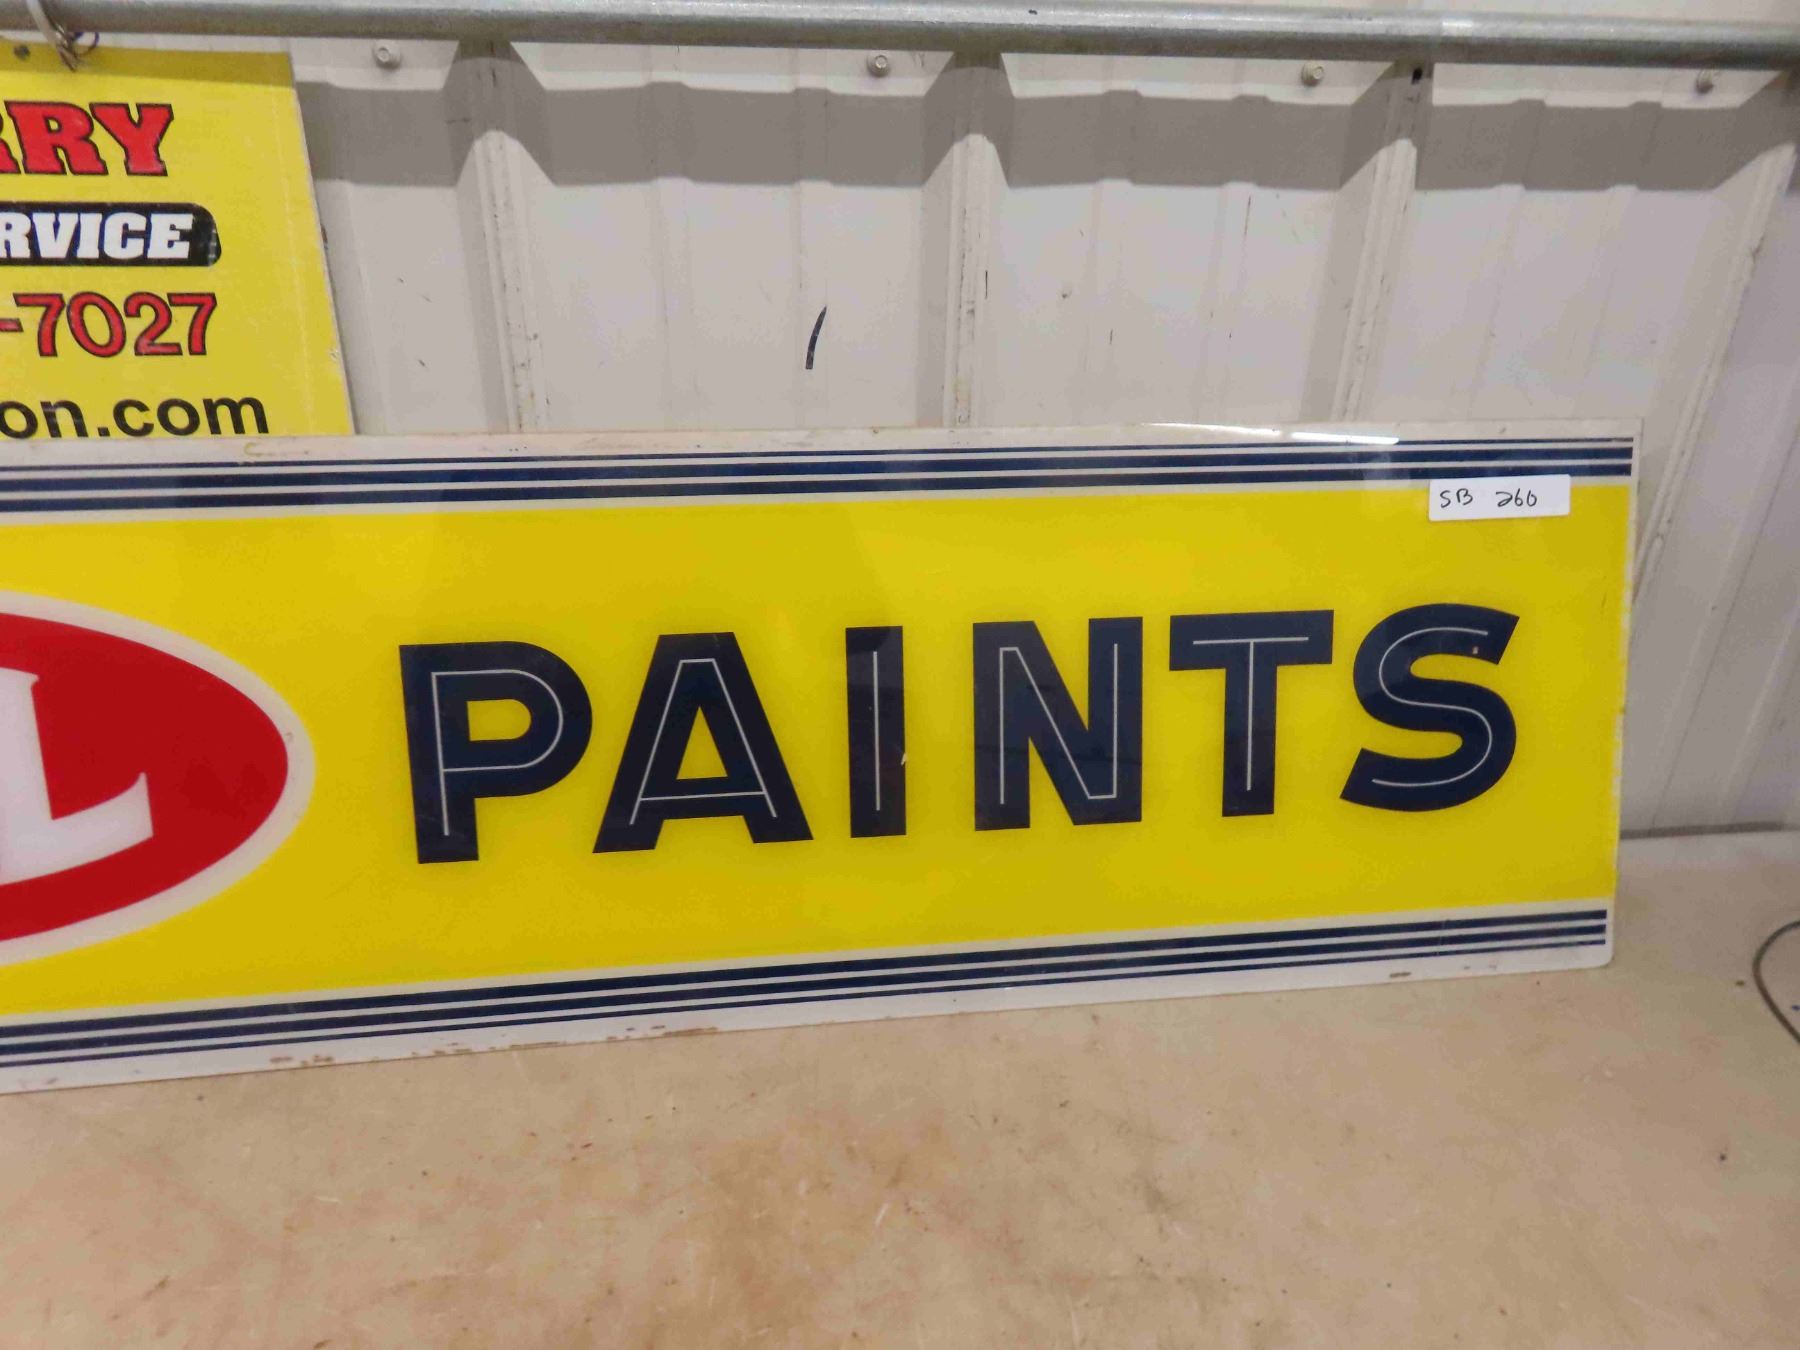 RRY
RVICE
-7027
on.com
SB 260
L PAINTS